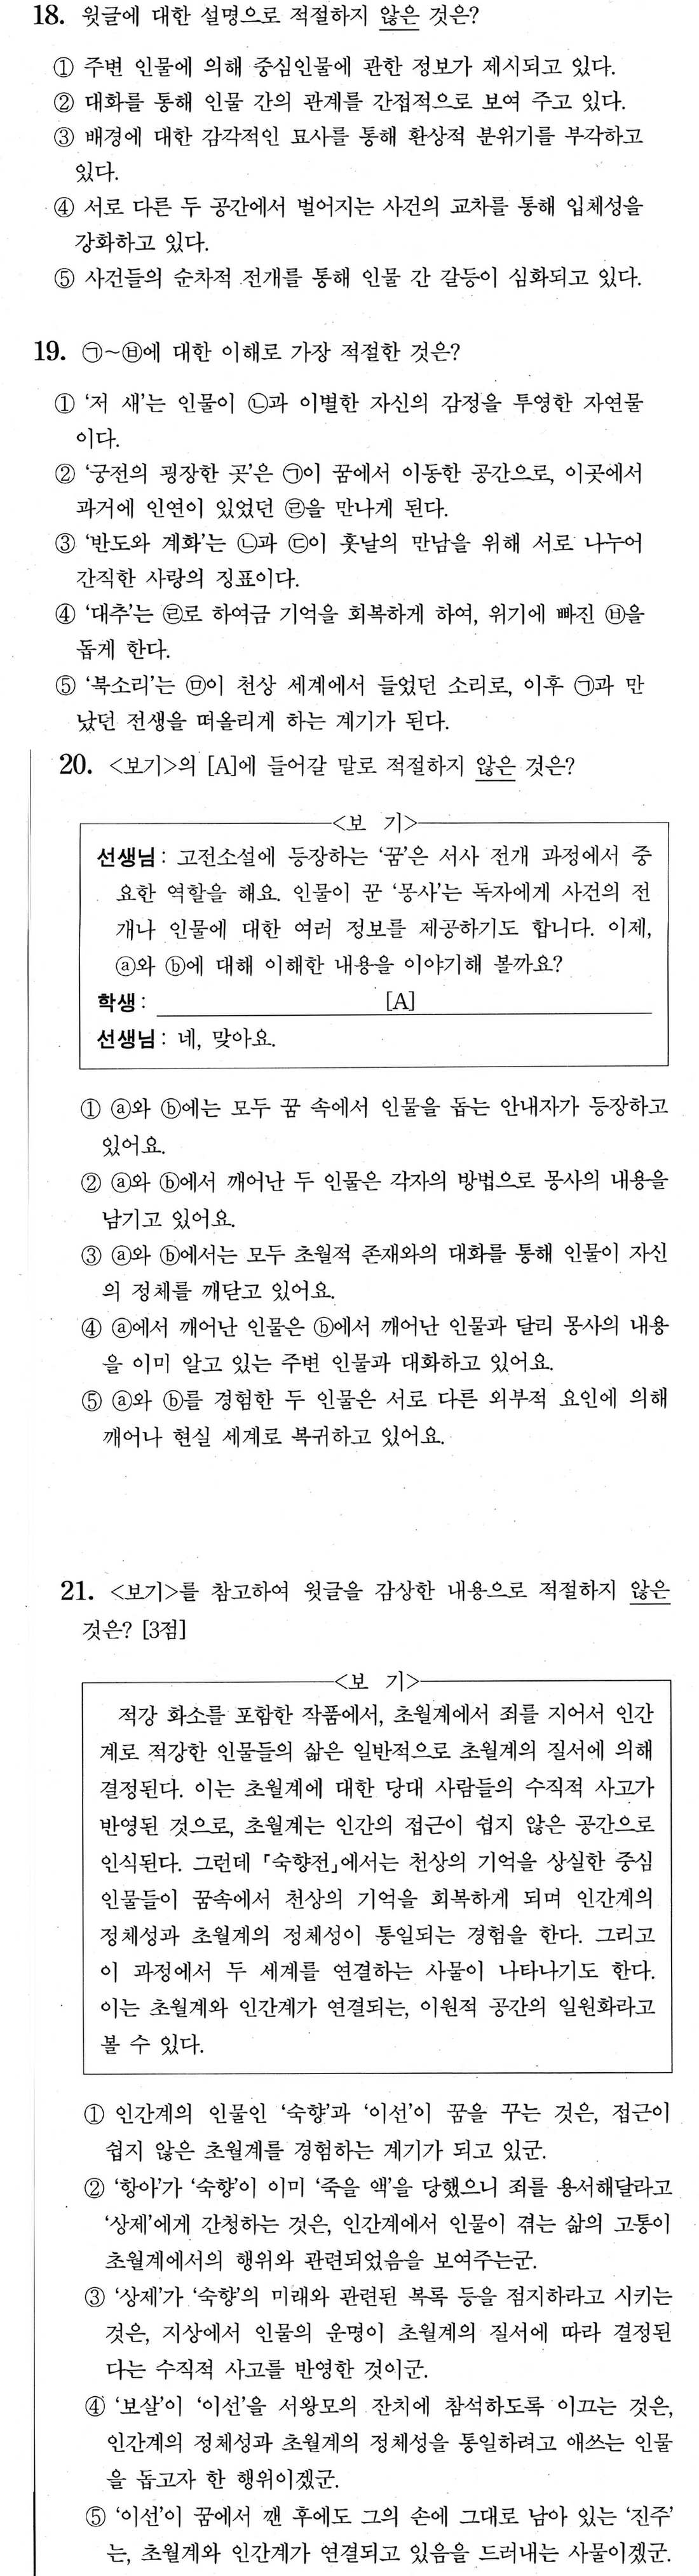 18. 윗글에 대한 설명으로 적절하지 않은 것은?
① 주변 인물에 의해 중심인물에 관한 정보가 제시되고 있다.
② 대화를 통해 인물 간의 관계를 간접적으로 보여 주고 있다.
③ 배경에 대한 감각적인 묘사를 통해 환상적 분위기를 부각하고
있다.
④ 서로 다른 두 공간에서 벌어지는 사건의 교차를 통해 입체성을
강화하고 있다.
⑤ 사건들의 순차적 전개를 통해 인물 간 갈등이 심화되고 있다.
19. ㉠~㉥에 대한 이해로 가장 적절한 것은?
① ‘저 새’는 인물이 ㉡과 이별한 자신의 감정을 투영한 자연물
이다.
② ‘궁전의 굉장한 곳’은 ㉠이 꿈에서 이동한 공간으로, 이곳에서
과거에 인연이 있었던 ㉣을 만나게 된다.
③ ‘반도와 계화’는 ㉡과 ㉢이 훗날의 만남을 위해 서로 나누어
간직한 사랑의 징표이다.
④ ‘대추’는 ㉣로 하여금 기억을 회복하게 하여, 위기에 빠진 ㉥을
돕게 한다.
⑤ ‘북소리’는 ㉤이 천상 세계에서 들었던 소리로, 이후 ㉠과 만
났던 전생을 떠올리게 하는 계기가 된다.
20. <보기>의 [A]에 들어갈 말로 적절하지 않은 것은?
<보 기>
선생님 : 고전소설에 등장하는 ‘꿈’은 서사 전개 과정에서 중
요한 역할을 해요. 인물이 꾼 ‘몽사’는 독자에게 사건의 전
개나 인물에 대한 여러 정보를 제공하기도 합니다. 이제,
ⓐ와 ⓑ에 대해 이해한 내용을 이야기해 볼까요?
학생 : [A]
선생님 : 네, 맞아요.
① ⓐ와 ⓑ에는 모두 꿈 속에서 인물을 돕는 안내자가 등장하고
있어요.
② ⓐ와 ⓑ에서 깨어난 두 인물은 각자의 방법으로 몽사의 내용을
남기고 있어요.
③ ⓐ와 ⓑ에서는 모두 초월적 존재와의 대화를 통해 인물이 자신
의 정체를 깨닫고 있어요.
④ ⓐ에서 깨어난 인물은 ⓑ에서 깨어난 인물과 달리 몽사의 내용
을 이미 알고 있는 주변 인물과 대화하고 있어요.
⑤ ⓐ와 ⓑ를 경험한 두 인물은 서로 다른 외부적 요인에 의해
깨어나 현실 세계로 복귀하고 있어요.
21. <보기>를 참고하여 윗글을 감상한 내용으로 적절하지 않은
것은? [3점]
<보 기>
적강 화소를 포함한 작품에서, 초월계에서 죄를 지어서 인간
계로 적강한 인물들의 삶은 일반적으로 초월계의 질서에 의해
결정된다. 이는 초월계에 대한 당대 사람들의 수직적 사고가
반영된 것으로, 초월계는 인간의 접근이 쉽지 않은 공간으로
인식된다. 그런데 「숙향전」에서는 천상의 기억을 상실한 중심
인물들이 꿈속에서 천상의 기억을 회복하게 되며 인간계의
정체성과 초월계의 정체성이 통일되는 경험을 한다. 그리고
이 과정에서 두 세계를 연결하는 사물이 나타나기도 한다.
이는 초월계와 인간계가 연결되는, 이원적 공간의 일원화라고
볼 수 있다.
① 인간계의 인물인 ‘숙향’과 ‘이선’이 꿈을 꾸는 것은, 접근이
쉽지 않은 초월계를 경험하는 계기가 되고 있군.
② ‘항아’가 ‘숙향’이 이미 ‘죽을 액’을 당했으니 죄를 용서해달라고
‘상제’에게 간청하는 것은, 인간계에서 인물이 겪는 삶의 고통이
초월계에서의 행위와 관련되었음을 보여주는군.
③ ‘상제’가 ‘숙향’의 미래와 관련된 복록 등을 점지하라고 시키는
것은, 지상에서 인물의 운명이 초월계의 질서에 따라 결정된
다는 수직적 사고를 반영한 것이군.
④ ‘보살’이 ‘이선’을 서왕모의 잔치에 참석하도록 이끄는 것은,
인간계의 정체성과 초월계의 정체성을 통일하려고 애쓰는 인물
을 돕고자 한 행위이겠군.
⑤ ‘이선’이 꿈에서 깬 후에도 그의 손에 그대로 남아 있는 ‘진주’
는, 초월계와 인간계가 연결되고 있음을 드러내는 사물이겠군.